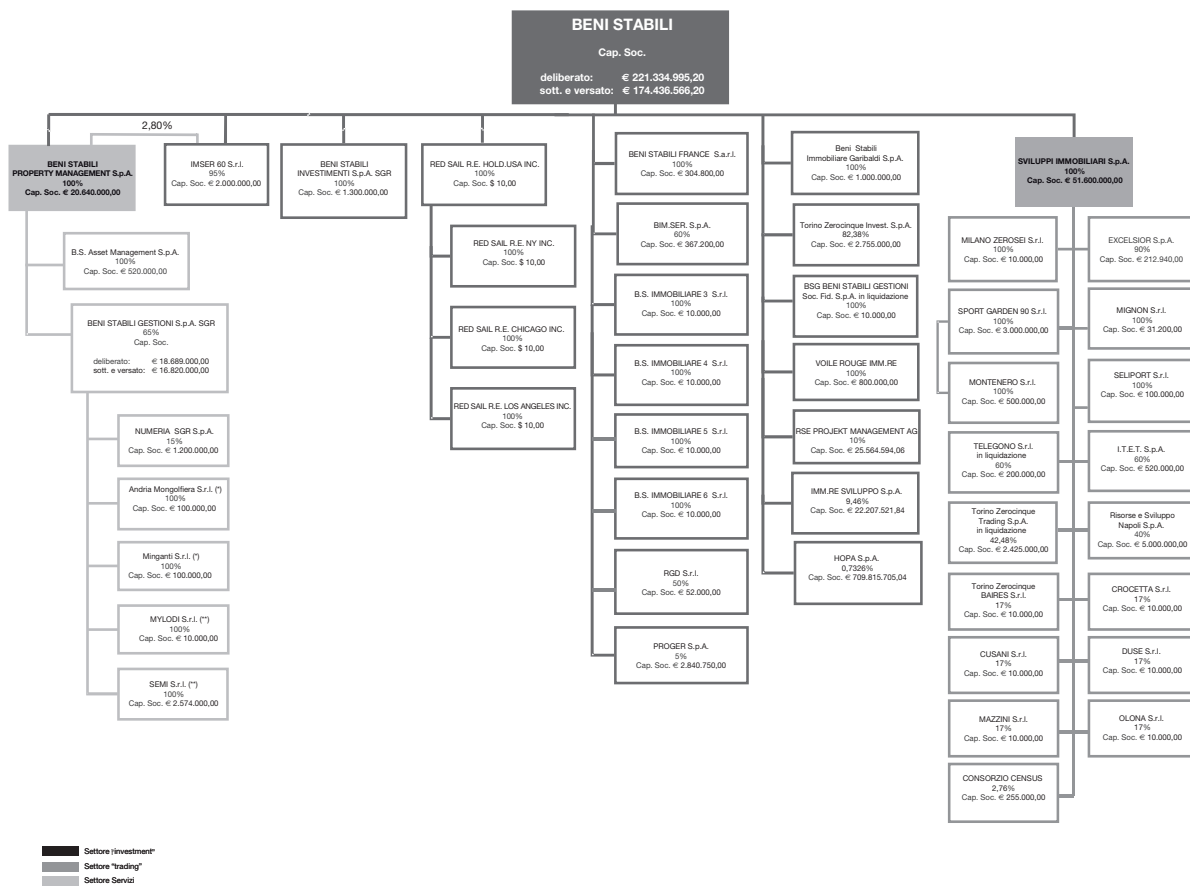 BENI STABILI
Cap. Soc.
deliberato: € 221.334.995,20
sott. e versato: € 174.436.566,20
2,80%
BENI STABILI
PROPERTY MANAGEMENT S.p.A.
100%
Cap. Soc. € 20.640.000,00
IMSER 60 S.r.l.
95%
Cap. Soc. € 2.000.000,00
BENI STABILI
INVESTIMENTI S.p.A. SGR
100%
Cap. Soc. € 1.300.000,00
RED SAIL R.E. HOLD.USA INC.
100%
Cap. Soc. $ 10,00
BENI STABILI FRANCE S.a.r.l.
100%
Cap. Soc. € 304.800,00
Beni Stabili
Immobiliare Garibaldi S.p.A.
100%
Cap. Soc. € 1.000.000,00
SVILUPPI IMMOBILIARI S.p.A.
100%
Cap. Soc. € 51.600.000,00
B.S. Asset Management S.p.A.
100%
Cap. Soc. € 520.000,00
BENI STABILI GESTIONI S.p.A. SGR
65%
Cap. Soc.
deliberato: € 18.689.000,00
sott. e versato: € 16.820.000,00
NUMERIA SGR S.p.A.
15%
Cap. Soc. € 1.200.000,00
Andria Mongolfiera S.r.l. (*)
100%
Cap. Soc. € 100.000,00
Minganti S.r.l. (*)
100%
Cap. Soc. € 100.000,00
MYLODI S.r.l. (**)
100%
Cap. Soc. € 10.000,00
SEMI S.r.l. (**)
100%
Cap. Soc. € 2.574.000,00
RED SAIL R.E. NY INC.
100%
Cap. Soc. $ 10,00
RED SAIL R.E. CHICAGO INC.
100%
Cap. Soc. $ 10,00
RED SAIL R.E. LOS ANGELES INC.
100%
Cap. Soc. $ 10,00
BIM.SER. S.p.A.
60%
Cap. Soc. € 367.200,00
B.S. IMMOBILIARE 3 S.r.l.
100%
Cap. Soc. € 10.000,00
B.S. IMMOBILIARE 4 S.r.l.
100%
Cap. Soc. € 10.000,00
B.S. IMMOBILIARE 5 S.r.l.
100%
Cap. Soc. € 10.000,00
B.S. IMMOBILIARE 6 S.r.l.
100%
Cap. Soc. € 10.000,00
RGD S.r.l.
50%
Cap. Soc. € 52.000,00
PROGER S.p.A.
5%
Cap. Soc. € 2.840.750,00
Torino Zerocinque Invest. S.p.A.
82,38%
Cap. Soc. € 2.755.000,00
BSG BENI STABILI GESTIONI
Soc. Fid. S.p.A. in liquidazione
100%
Cap. Soc. € 10.000,00
VOILE ROUGE IMM.RE
100%
Cap. Soc. € 800.000,00
RSE PROJEKT MANAGEMENT AG
10%
Cap. Soc. € 25.564.594,06
IMM.RE SVILUPPO S.p.A.
9,46%
Cap. Soc. € 22.207.521,84
HOPA S.p.A.
0,7326%
Cap. Soc. € 709.815.705,04
MILANO ZEROSEI S.r.l.
100%
Cap. Soc. € 10.000,00
EXCELSIOR S.p.A.
90%
Cap. Soc. € 212.940,00
SPORT GARDEN 90 S.r.l.
100%
Cap. Soc. € 3.000.000,00
MIGNON S.r.l.
100%
Cap. Soc. € 31.200,00
MONTENERO S.r.l.
100%
Cap. Soc. € 500.000,00
SELIPORT S.r.l.
100%
Cap. Soc. € 100.000,00
TELEGONO S.r.l.
in liquidazione
60%
Cap. Soc. € 200.000,00
I.T.E.T. S.p.A.
60%
Cap. Soc. € 520.000,00
Torino Zerocinque
Trading S.p.A.
in liquidazione
42,48%
Cap. Soc. € 2.425.000,00
Risorse e Sviluppo
Napoli S.p.A.
40%
Cap. Soc. € 5.000.000,00
Torino Zerocinque
BAIRES S.r.l.
17%
Cap. Soc. € 10.000,00
CROCETTA S.r.l.
17%
Cap. Soc. € 10.000,00
CUSANI S.r.l.
17%
Cap. Soc. € 10.000,00
DUSE S.r.l.
17%
Cap. Soc. € 10.000,00
MAZZINI S.r.l.
17%
Cap. Soc. € 10.000,00
OLONA S.r.l.
17%
Cap. Soc. € 10.000,00
CONSORZIO CENSUS
2,76%
Cap. Soc. € 255.000,00
Settore "investment"
Settore "trading"
Settore Servizi